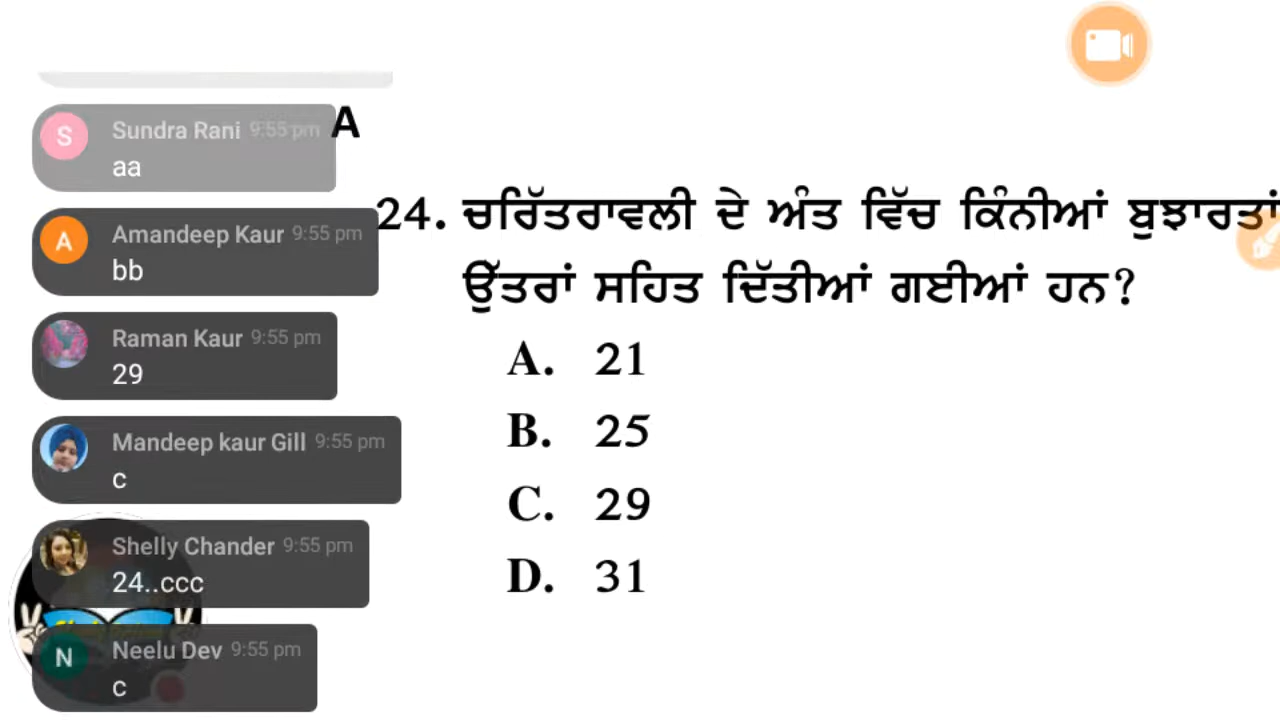 Sundra Rani 9:55 pm
aa
A
Amandeep Kaur 9:55 pm
bb
Raman Kaur 9:55 pm
29
Mandeep kaur Gill 9:55 pm
c
Shelly Chander 9:55 pm
24..ccc
Neelu Dev 9:55 pm
c
24. ਚਰਿੱਤਰਾਵਲੀ ਦੇ ਅੰਤ ਵਿੱਚ ਕਿੰਨੀਆਂ ਬੁਝਾਰਤਾਂ
ਉੱਤਰਾਂ ਸਹਿਤ ਦਿੱਤੀਆਂ ਗਈਆਂ ਹਨ?
A. 21
B. 25
C. 29
D. 31
S
A
N